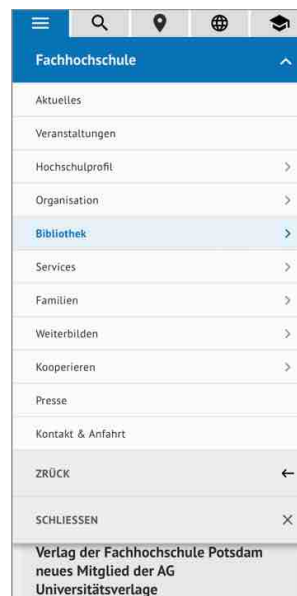 Fachhochschule
Aktuelles
Veranstaltungen
Hochschulprofil
Organisation
Bibliothek
Services
Familien
Weiterbilden
Kooperieren
Presse
Kontakt & Anfahrt
ZRÜCK
SCHLIESSEN
Verlag der Fachhochschule Potsdam
neues Mitglied der AG
Universitätsverlage